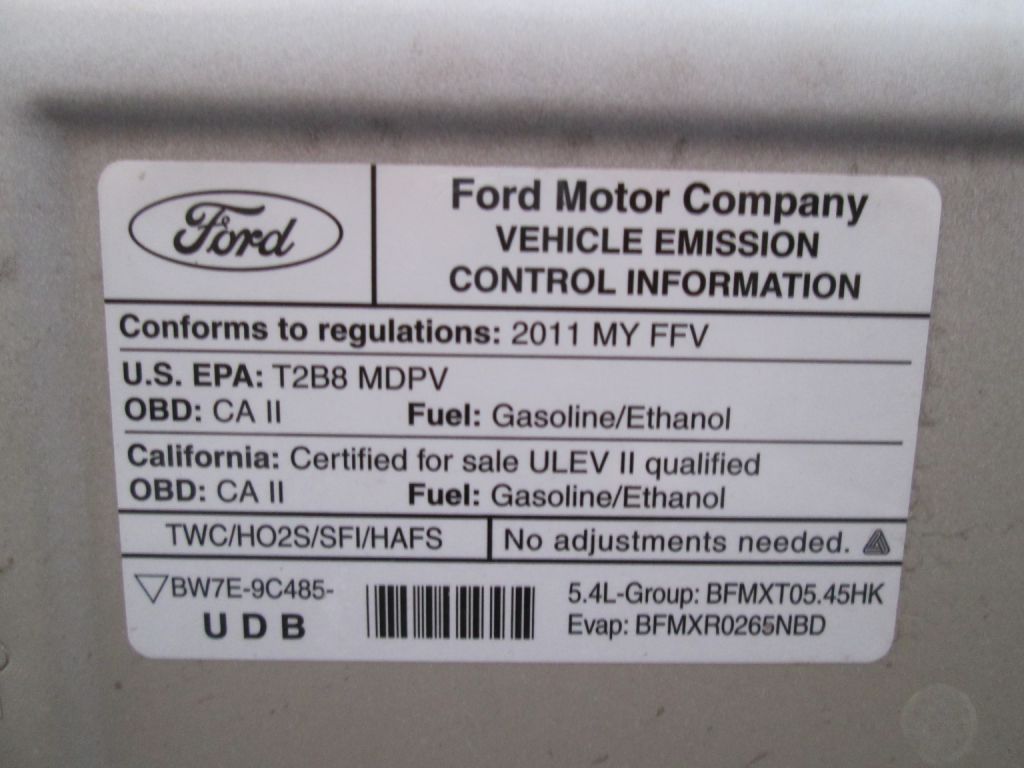 Ford
Ford Motor Company
VEHICLE EMISSION
CONTROL INFORMATION
Conforms to regulations: 2011 MY FFV
U.S. EPA: T2B8 MDPV
OBD: CA II Fuel: Gasoline/Ethanol
California: Certified for sale ULEV II qualified
OBD: CA II Fuel: Gasoline/Ethanol
TWC/HO2S/SFI/HAFS
No adjustments needed.
BW7E-9C485-
UDB
5.4L-Group: BFMXT05.45HK
Evap: BFMXR0265NBD